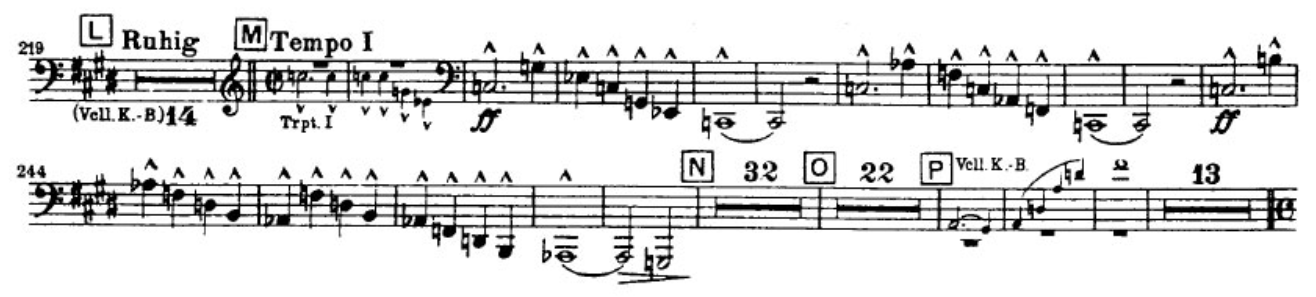 L Ruhig M Tempo I
219
(Vcll. K.-B.) 14 Trpt. I ff ff
244 N 32 O 22 P Vcll. K.-B. 13